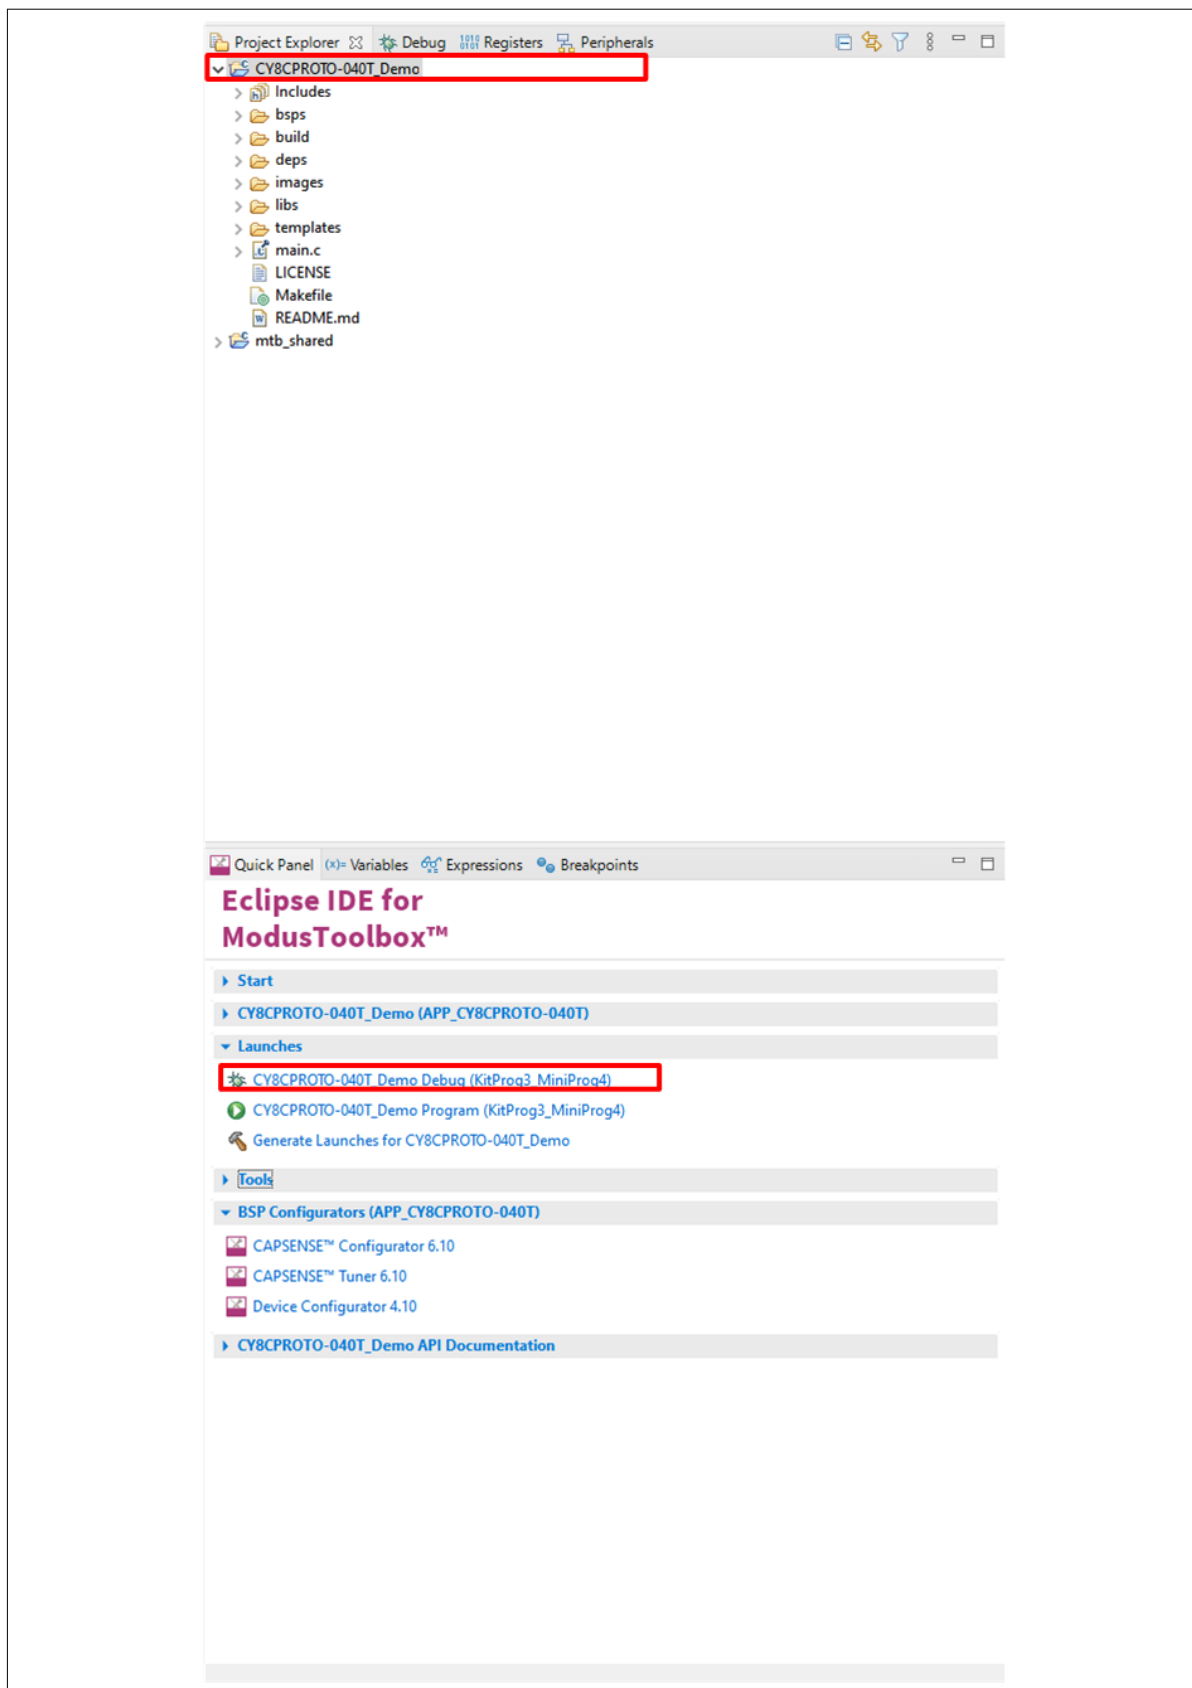 Project Explorer Debug Registers Peripherals
CY8CPROTO-040T_Demo
Includes
bsps
build
deps
images
libs
templates
main.c
LICENSE
Makefile
README.md
mtb_shared
Quick Panel (x)= Variables Expressions Breakpoints
Eclipse IDE for
ModusToolbox™
Start
CY8CPROTO-040T_Demo (APP_CY8CPROTO-040T)
Launches
CY8CPROTO-040T_Demo Debug (KitProg3_MiniProg4)
CY8CPROTO-040T_Demo Program (KitProg3_MiniProg4)
Generate Launches for CY8CPROTO-040T_Demo
Tools
BSP Configurators (APP_CY8CPROTO-040T)
CAPSENSE™ Configurator 6.10
CAPSENSE™ Tuner 6.10
Device Configurator 4.10
CY8CPROTO-040T_Demo API Documentation